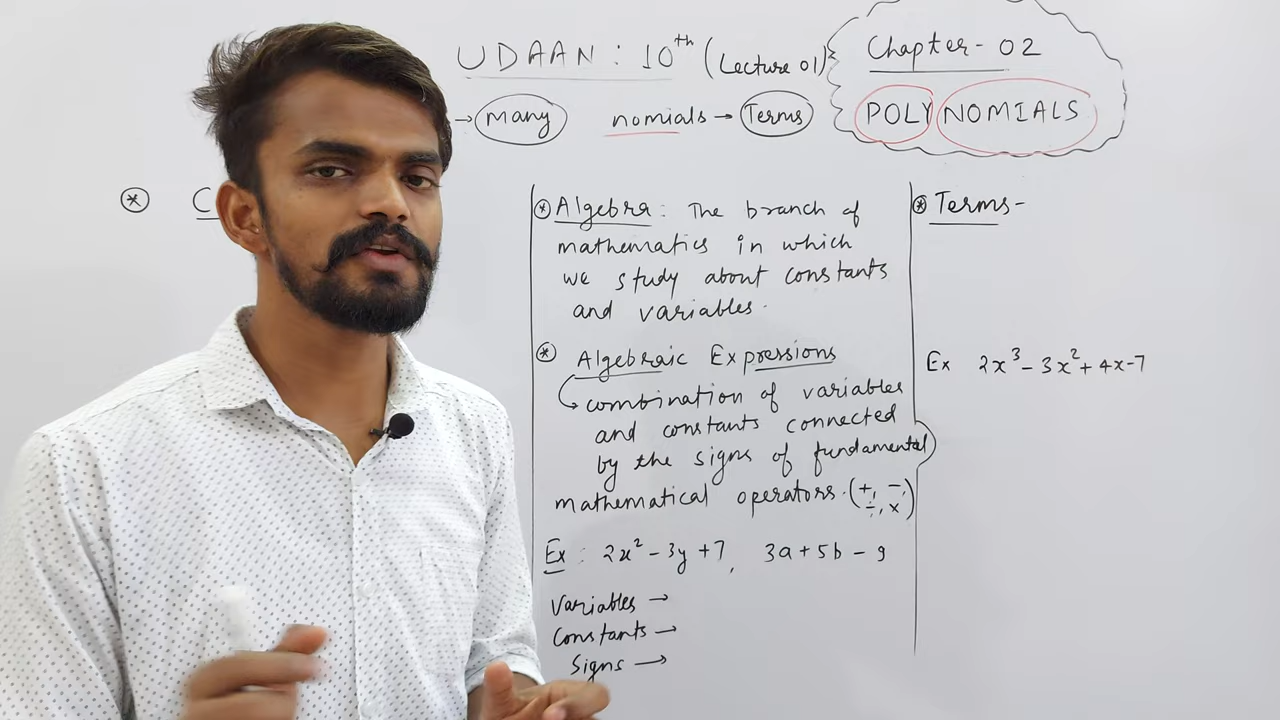 UDAAN : 10th (Lecture 01)
Chapter - 02
POLYNOMIALS
→ many nomials → Terms
* C
* Algebra : The branch of
mathematics in which
we study about constants
and variables.
* Algebraic Expressions
combination of variables
and constants connected
by the signs of fundamental
mathematical operators. (+, -, ÷, ×)
Ex : 2x² - 3y + 7, 3a + 5b - 9
Variables →
Constants →
Signs →
* Terms -
Ex 2x³ - 3x² + 4x - 7